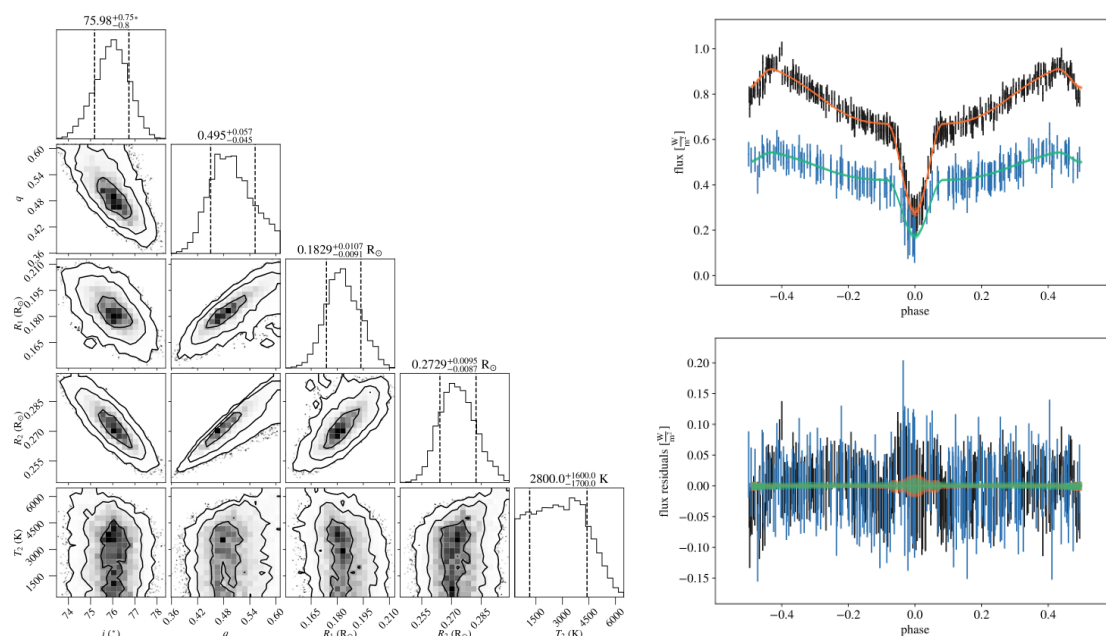 75.98+0.75∘−0.8
0.495+0.057−0.045
0.1829+0.0107−0.0091 R⊙
0.2729+0.0095−0.0087 R⊙
2800.0+1600.0−1700.0 K
q
0.60
0.54
0.48
0.42
0.36
R1 (R⊙)
0.210
0.195
0.180
0.165
R2 (R⊙)
0.285
0.270
0.255
T2 (K)
6000
4500
3000
1500
74 75 76 77 78
0.36 0.42 0.48 0.54 0.60
0.165 0.180 0.195 0.210
0.255 0.270 0.285
1500 3000 4500 6000
i (°)
q
R1 (R⊙)
R2 (R⊙)
T2 (K)
flux [W/m²]
1.0
0.8
0.6
0.4
0.2
0.0
−0.4 −0.2 0.0 0.2 0.4
phase
flux residuals [W/m²]
0.20
0.15
0.10
0.05
0.00
−0.05
−0.10
−0.15
−0.4 −0.2 0.0 0.2 0.4
phase